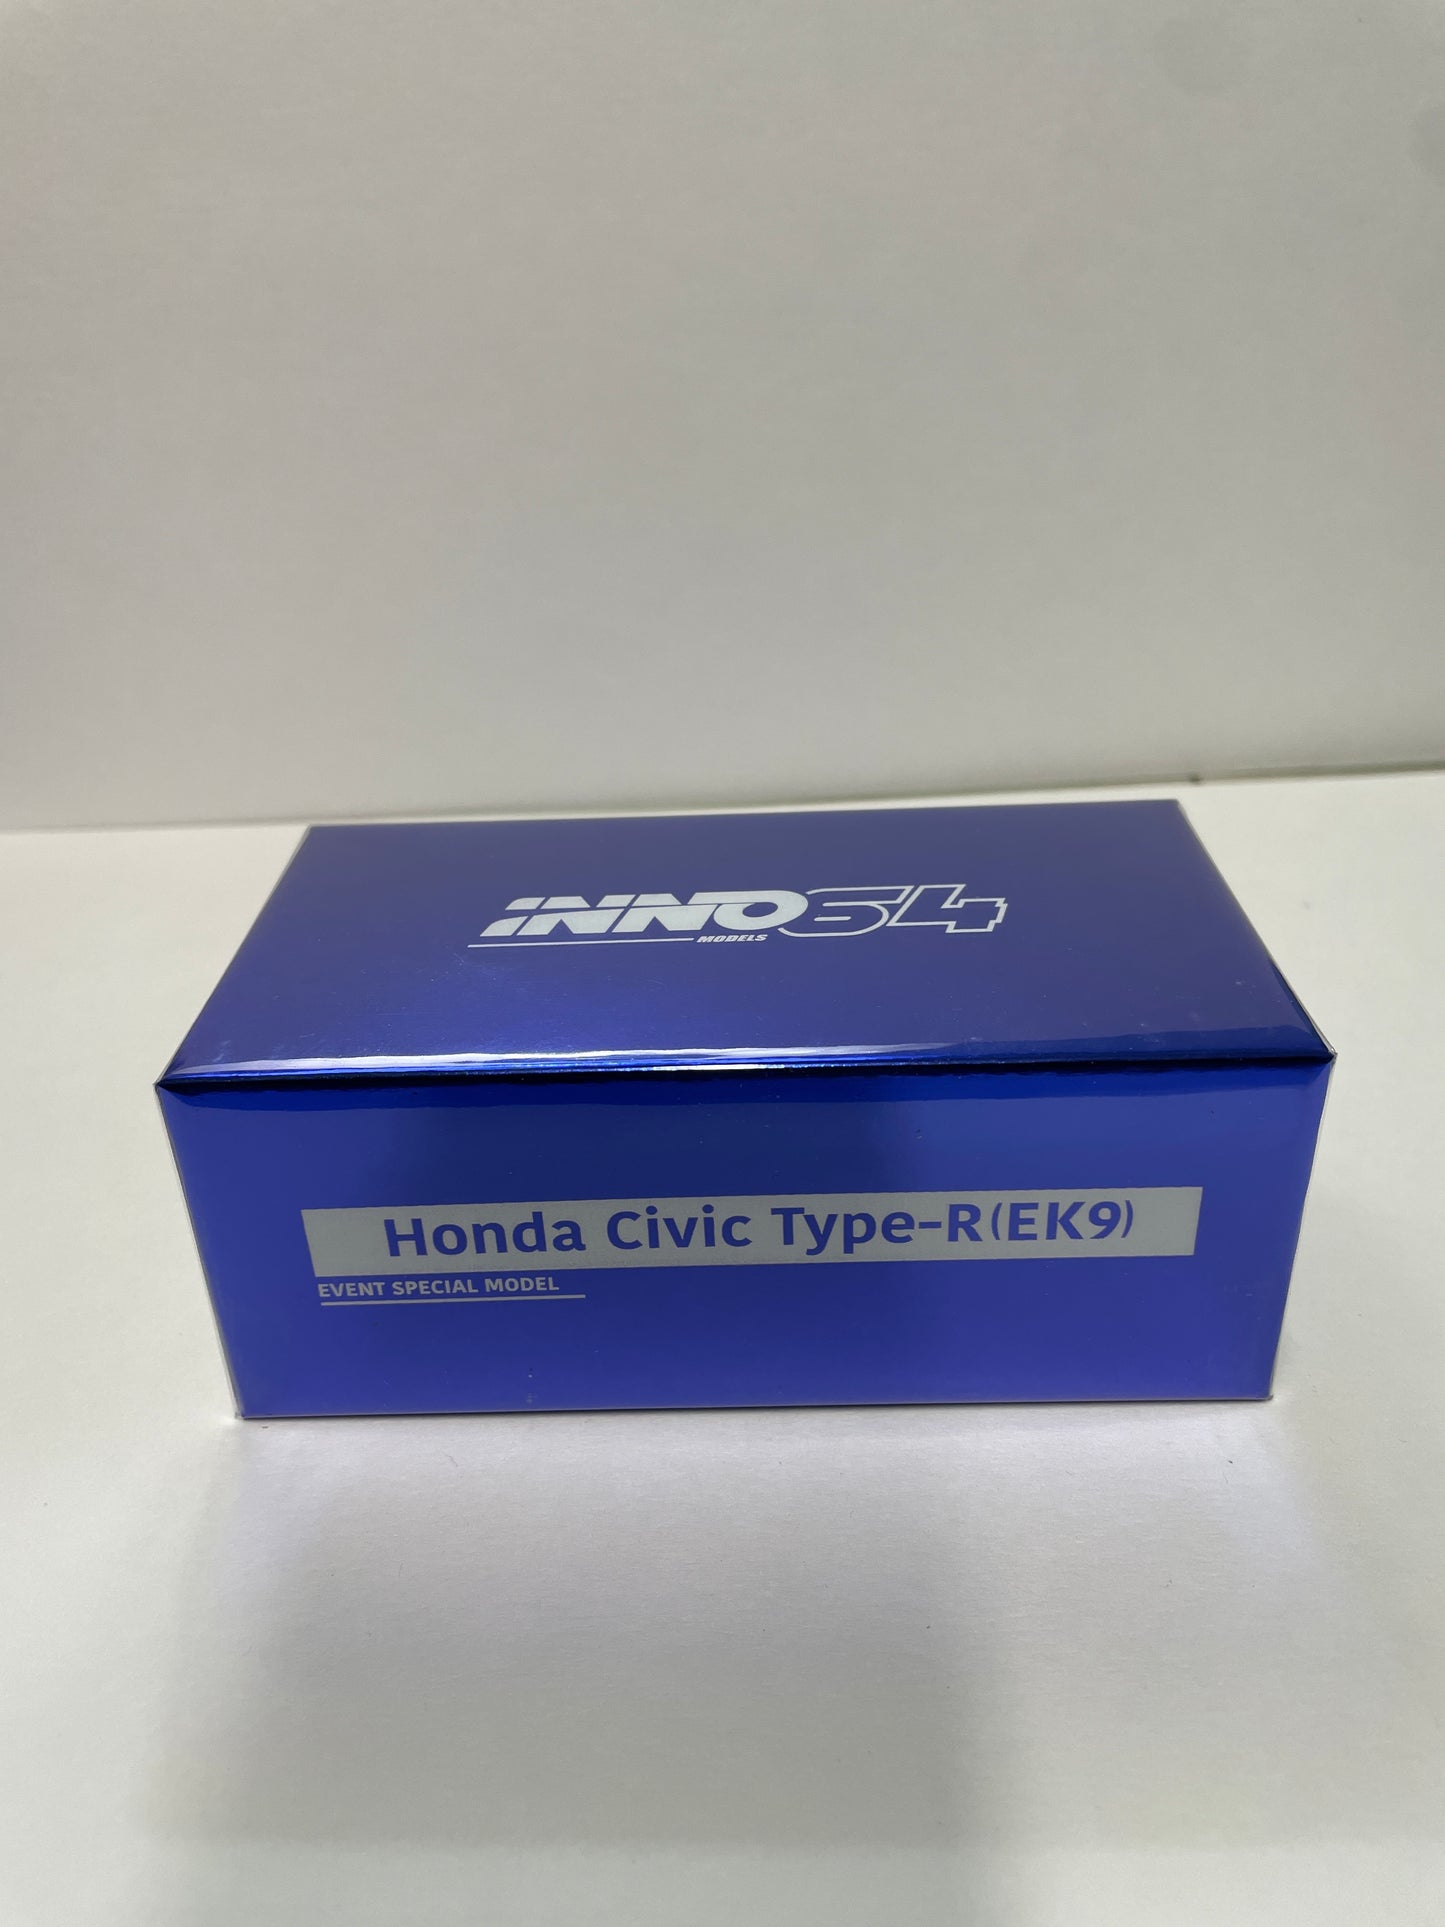 INNO64
MODELS
Honda Civic Type-R(EK9)
EVENT SPECIAL MODEL